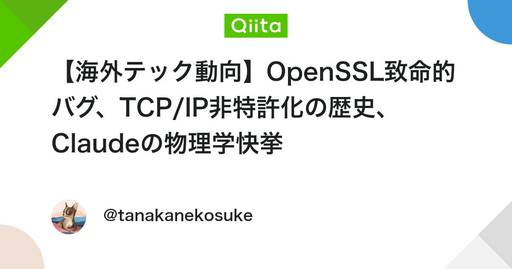 Qiita
【海外テック動向】OpenSSL致命的
バグ、TCP/IP非特許化の歴史、
Claudeの物理学快挙
@tanakanekosuke